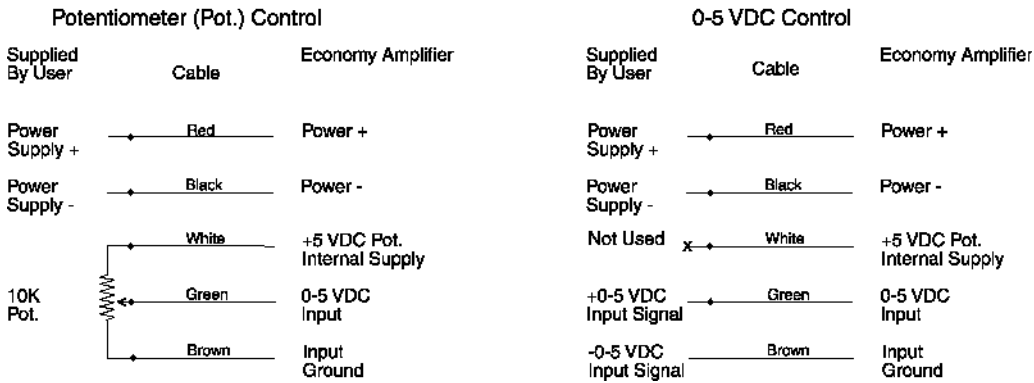 Potentiometer (Pot.) Control
Supplied
By User
Cable
Economy Amplifier
Power
Supply +
Red
Power +
Power
Supply -
Black
Power -
White
+5 VDC Pot.
Internal Supply
10K
Pot.
Green
0-5 VDC
Input
Brown
Input
Ground
0-5 VDC Control
Supplied
By User
Cable
Economy Amplifier
Power
Supply +
Red
Power +
Power
Supply -
Black
Power -
Not Used
x
White
+5 VDC Pot.
Internal Supply
+0-5 VDC
Input Signal
Green
0-5 VDC
Input
-0-5 VDC
Input Signal
Brown
Input
Ground